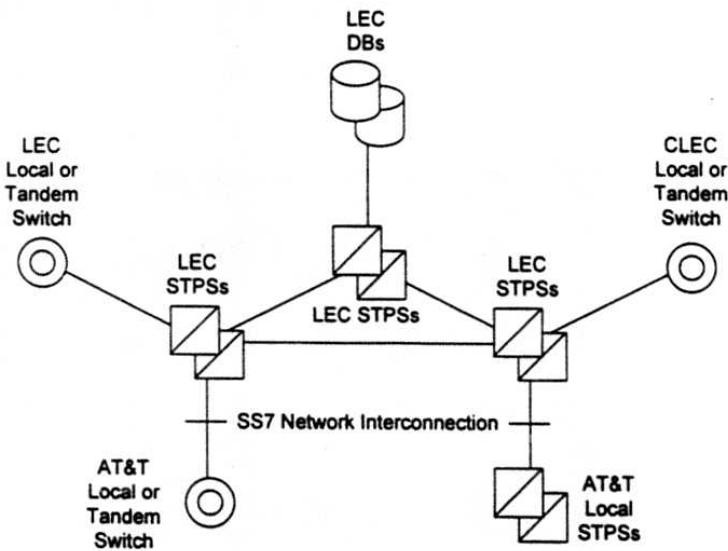 LEC
DBs
LEC
Local or
Tandem
Switch
CLEC
Local or
Tandem
Switch
LEC
STPSs
LEC STPSs
LEC
STPSs
SS7 Network Interconnection
AT&T
Local or
Tandem
Switch
AT&T
Local
STPSs